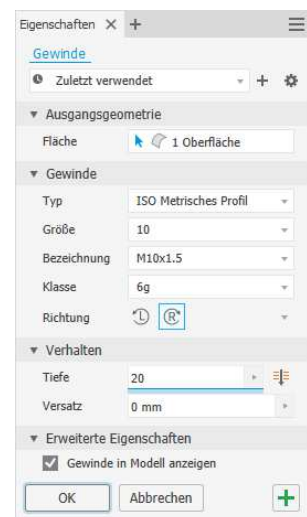 Eigenschaften × +
Gewinde
Zuletzt verwendet
Ausgangsgeometrie
Fläche 1 Oberfläche
Gewinde
Typ ISO Metrisches Profil
Größe 10
Bezeichnung M10x1.5
Klasse 6g
Richtung L R
Verhalten
Tiefe 20
Versatz 0 mm
Erweiterte Eigenschaften
Gewinde in Modell anzeigen
OK Abbrechen